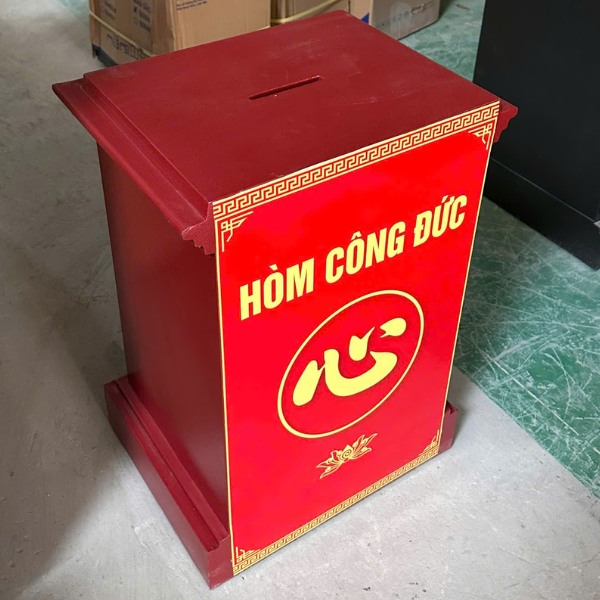 HÒM CÔNG ĐỨC
心